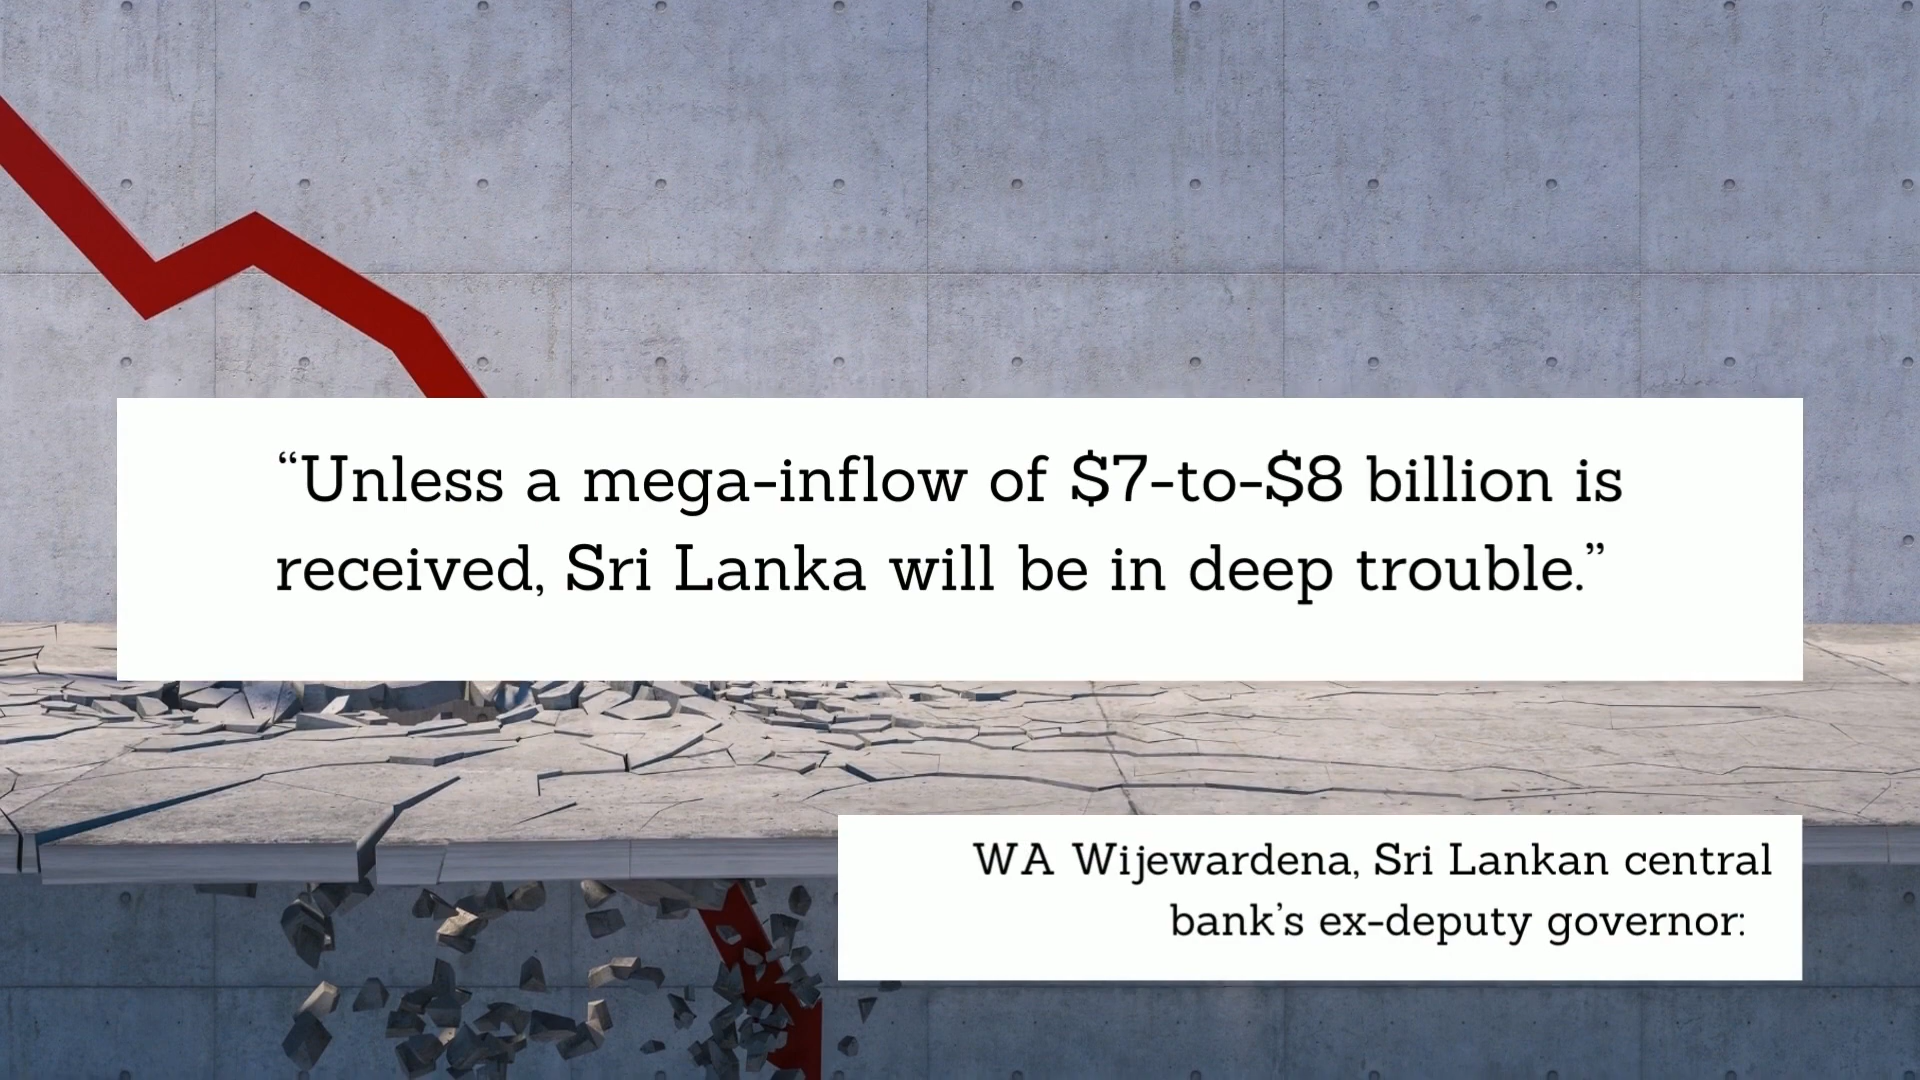 “Unless a mega-inflow of $7-to-$8 billion is
received, Sri Lanka will be in deep trouble.”
WA Wijewardena, Sri Lankan central
bank’s ex-deputy governor: